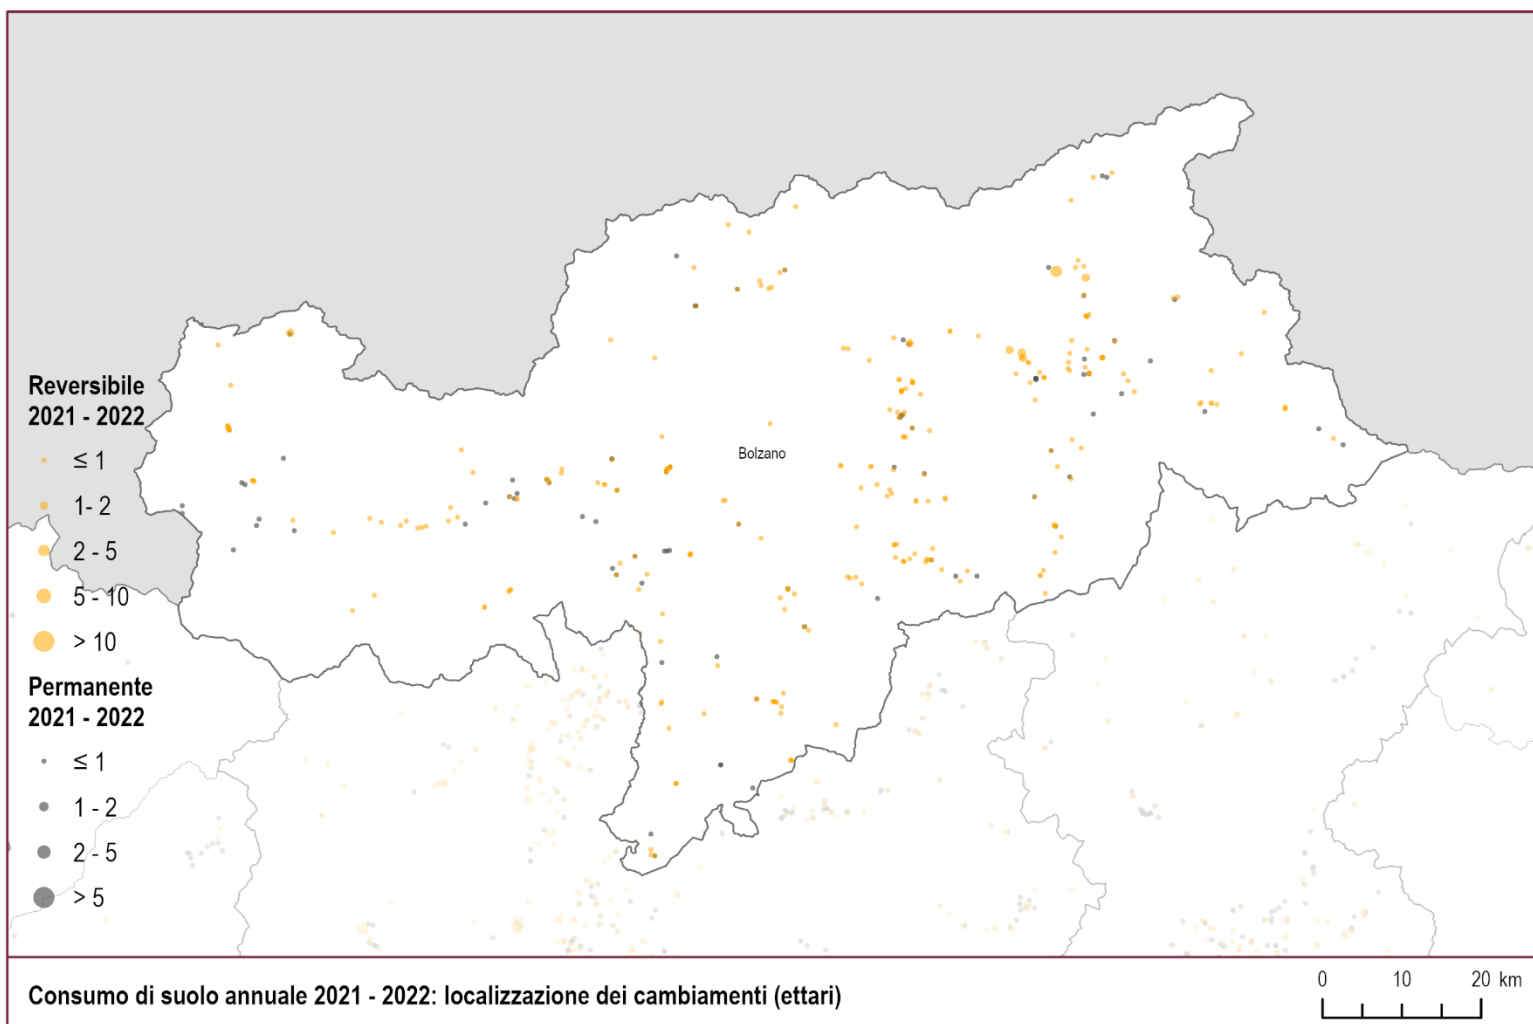 Bolzano
Reversibile
2021 - 2022
≤ 1
1- 2
2 - 5
5 - 10
> 10
Permanente
2021 - 2022
≤ 1
1 - 2
2 - 5
> 5
Consumo di suolo annuale 2021 - 2022: localizzazione dei cambiamenti (ettari)
0 10 20 km